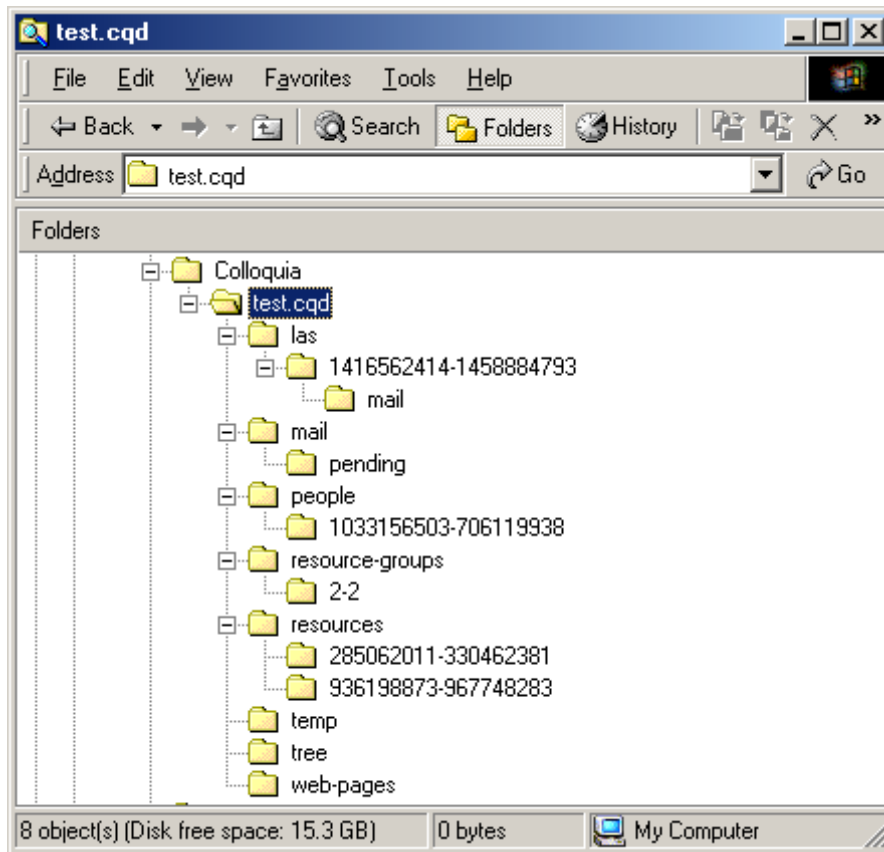 test.cqd
File Edit View Favorites Tools Help
Back Search Folders History »
Address test.cqd Go
Folders
Colloquia
test.cqd
las
1416562414-1458884793
mail
mail
pending
people
1033156503-706119938
resource-groups
2-2
resources
285062011-330462381
936198873-967748283
temp
tree
web-pages
8 object(s) (Disk free space: 15.3 GB) 0 bytes My Computer